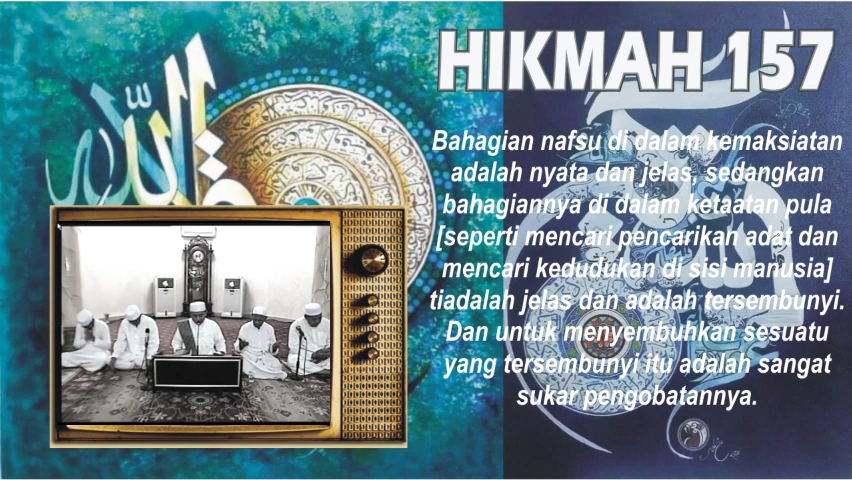 HIKMAH 157
Bahagian nafsu di dalam kemaksiatan
adalah nyata dan jelas, sedangkan
bahagiannya di dalam ketaatan pula
[seperti mencari pencarikan adat dan
mencari kedudukan di sisi manusia]
tiadalah jelas dan adalah tersembunyi.
Dan untuk menyembuhkan sesuatu
yang tersembunyi itu adalah sangat
sukar pengobatannya.